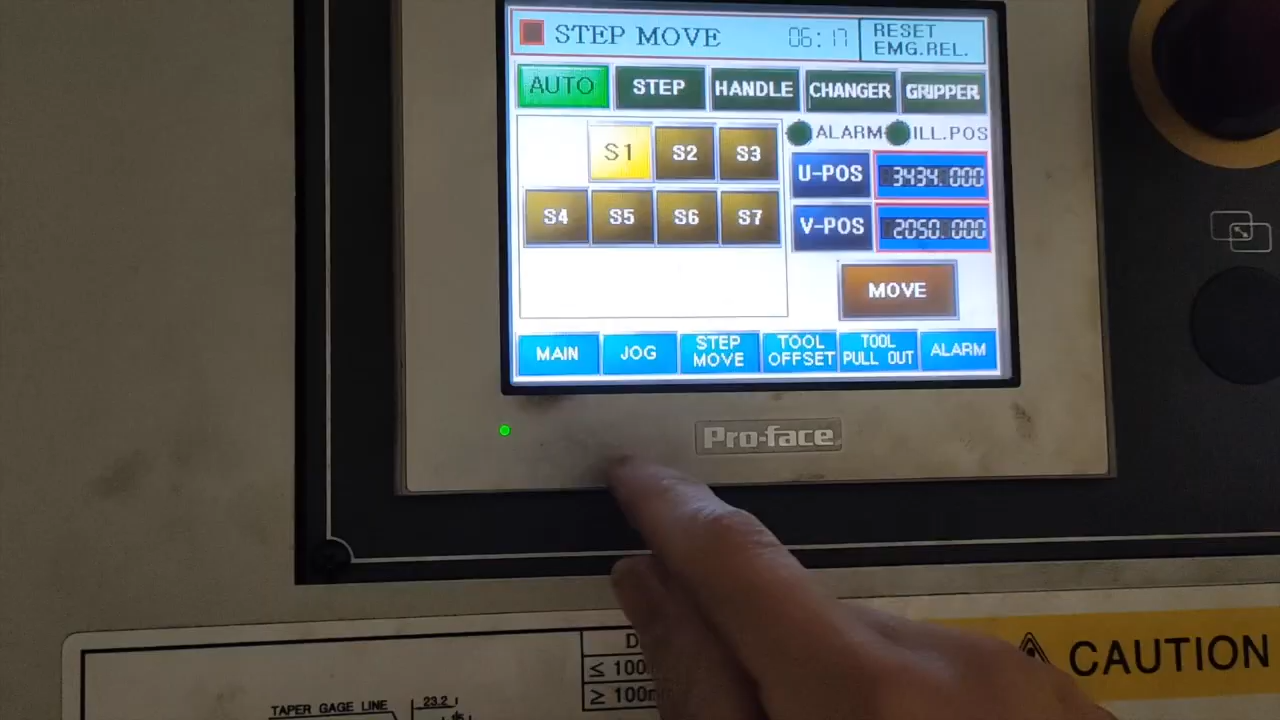 STEP MOVE 06:17 RESET
EMG.REL.
AUTO STEP HANDLE CHANGER GRIPPER
ALARM ILL.POS
S1 S2 S3
U-POS 3434.000
S4 S5 S6 S7
V-POS 2050.000
MOVE
MAIN JOG STEP MOVE TOOL OFFSET TOOL PULL OUT ALARM
Pro-face
CAUTION
≤ 100
≥ 100
TAPER GAGE LINE 23.2